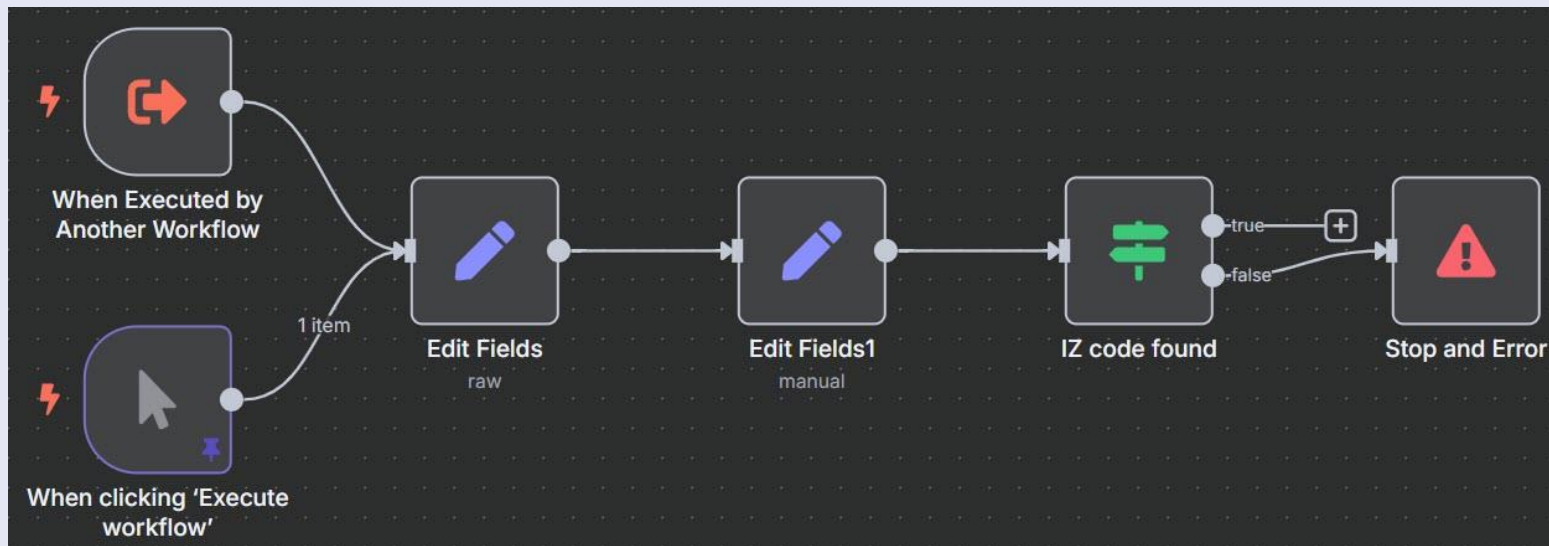 When Executed by
Another Workflow
1 item
When clicking ‘Execute
workflow’
Edit Fields
raw
Edit Fields1
manual
IZ code found
true
false
Stop and Error